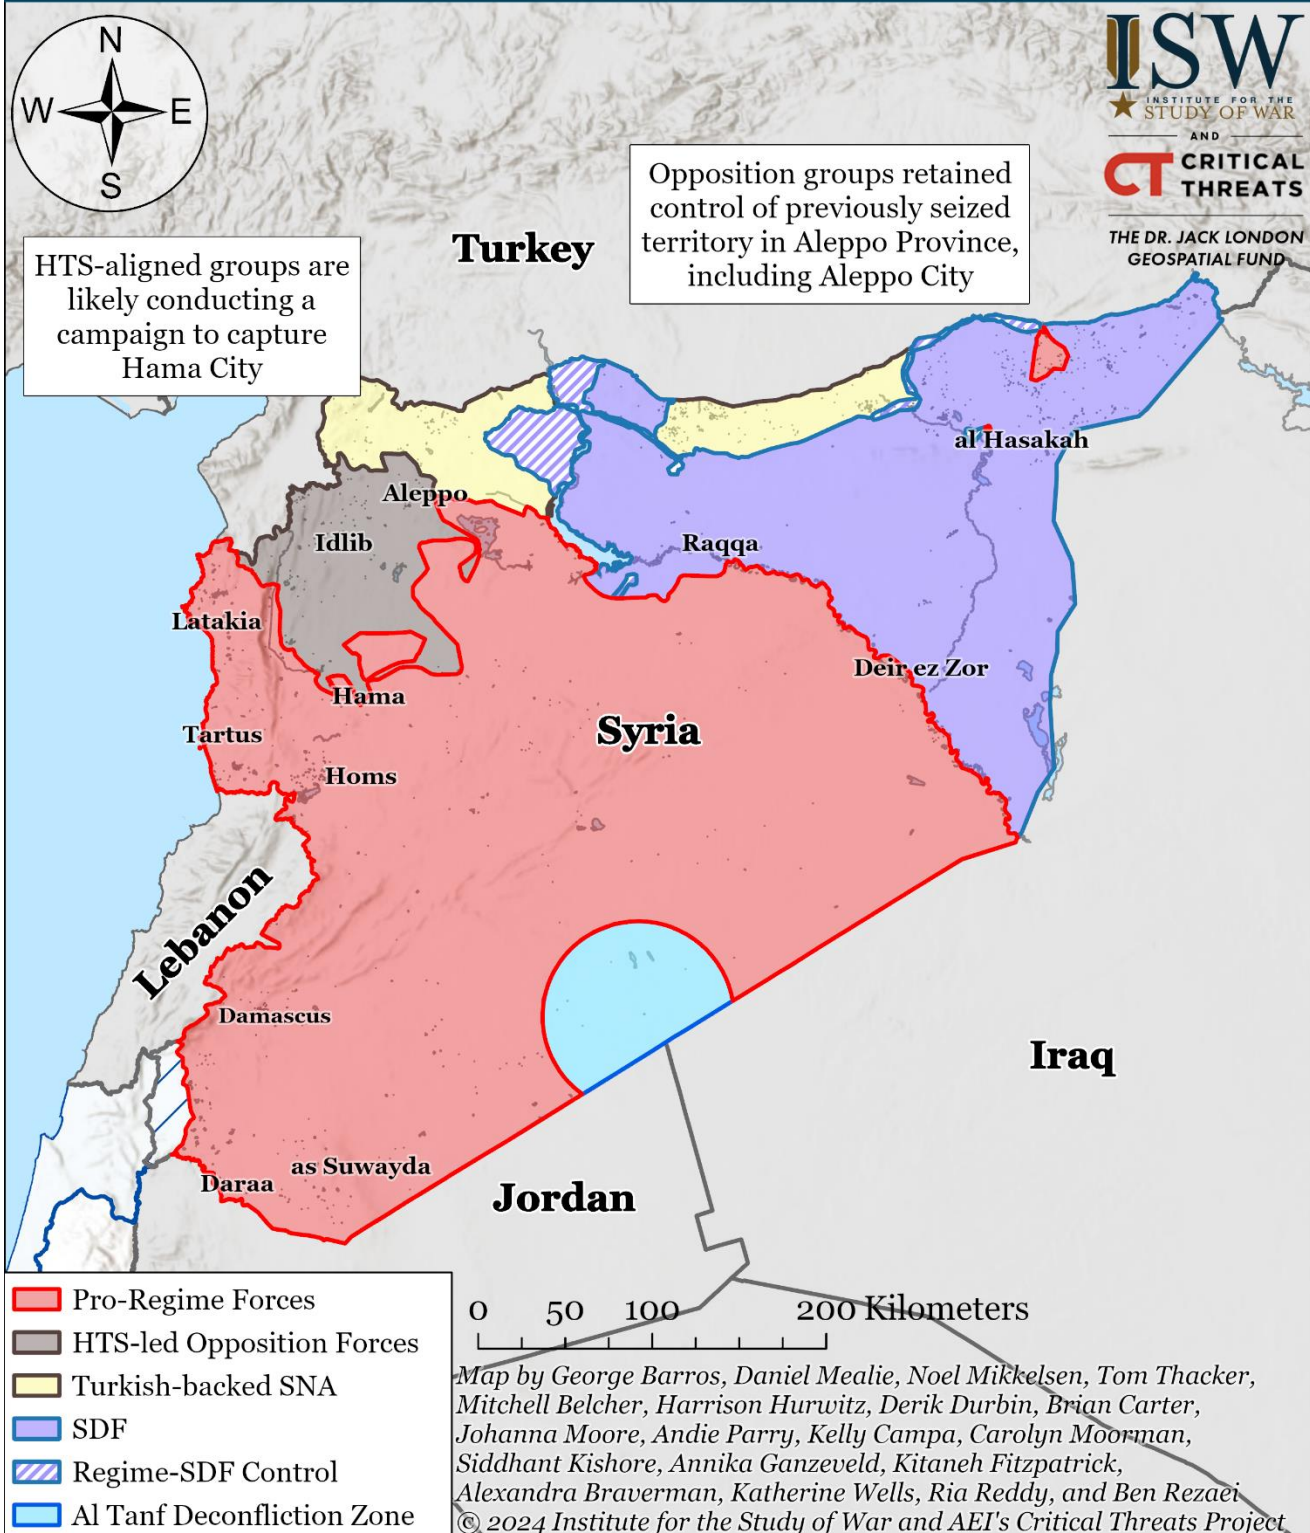 N
W E
S
ISW
INSTITUTE FOR THE
STUDY OF WAR
AND
CT CRITICAL
THREATS
THE DR. JACK LONDON
GEOSPATIAL FUND
HTS-aligned groups are
likely conducting a
campaign to capture
Hama City
Opposition groups retained
control of previously seized
territory in Aleppo Province,
including Aleppo City
Turkey
al Hasakah
Aleppo
Idlib
Raqqa
Latakia
Deir ez Zor
Hama
Tartus
Syria
Homs
Lebanon
Damascus
Iraq
as Suwayda
Daraa
Jordan
Pro-Regime Forces
HTS-led Opposition Forces
Turkish-backed SNA
SDF
Regime-SDF Control
Al Tanf Deconfliction Zone
0 50 100 200 Kilometers
Map by George Barros, Daniel Mealie, Noel Mikkelsen, Tom Thacker,
Mitchell Belcher, Harrison Hurwitz, Derik Durbin, Brian Carter,
Johanna Moore, Andie Parry, Kelly Campa, Carolyn Moorman,
Siddhant Kishore, Annika Ganzeveld, Kitaneh Fitzpatrick,
Alexandra Braverman, Katherine Wells, Ria Reddy, and Ben Rezaei
© 2024 Institute for the Study of War and AEI's Critical Threats Project